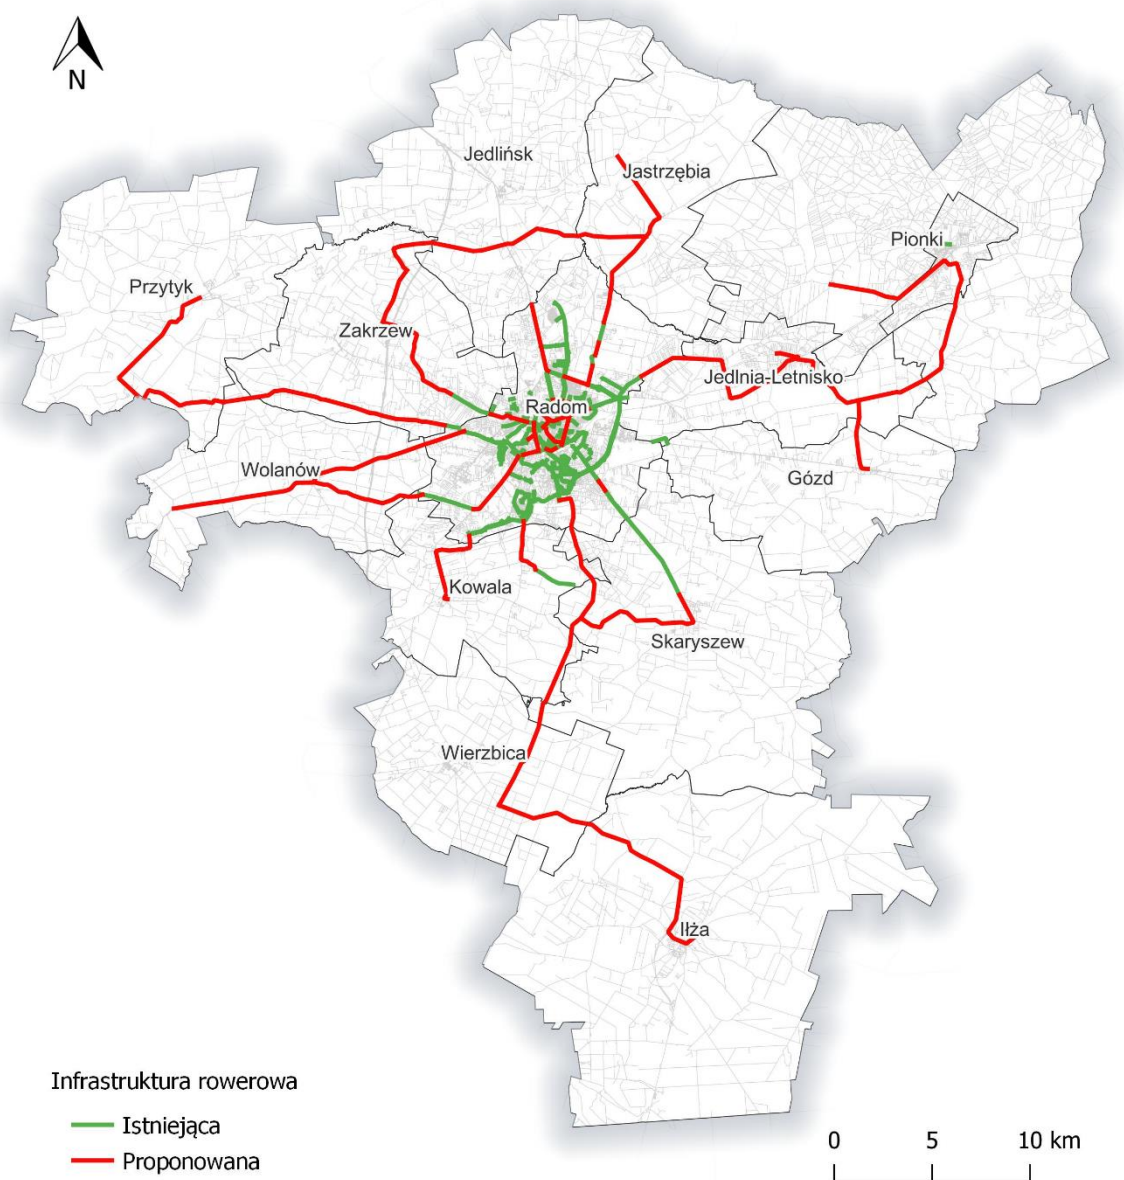 N
Jedlińsk
Jastrzębia
Pionki
Przytyk
Zakrzew
Jedlnia-Letnisko
Radom
Wolanów
Gózd
Kowala
Skaryszew
Wierzbica
Iłża
Infrastruktura rowerowa
Istniejąca
Proponowana
0 5 10 km